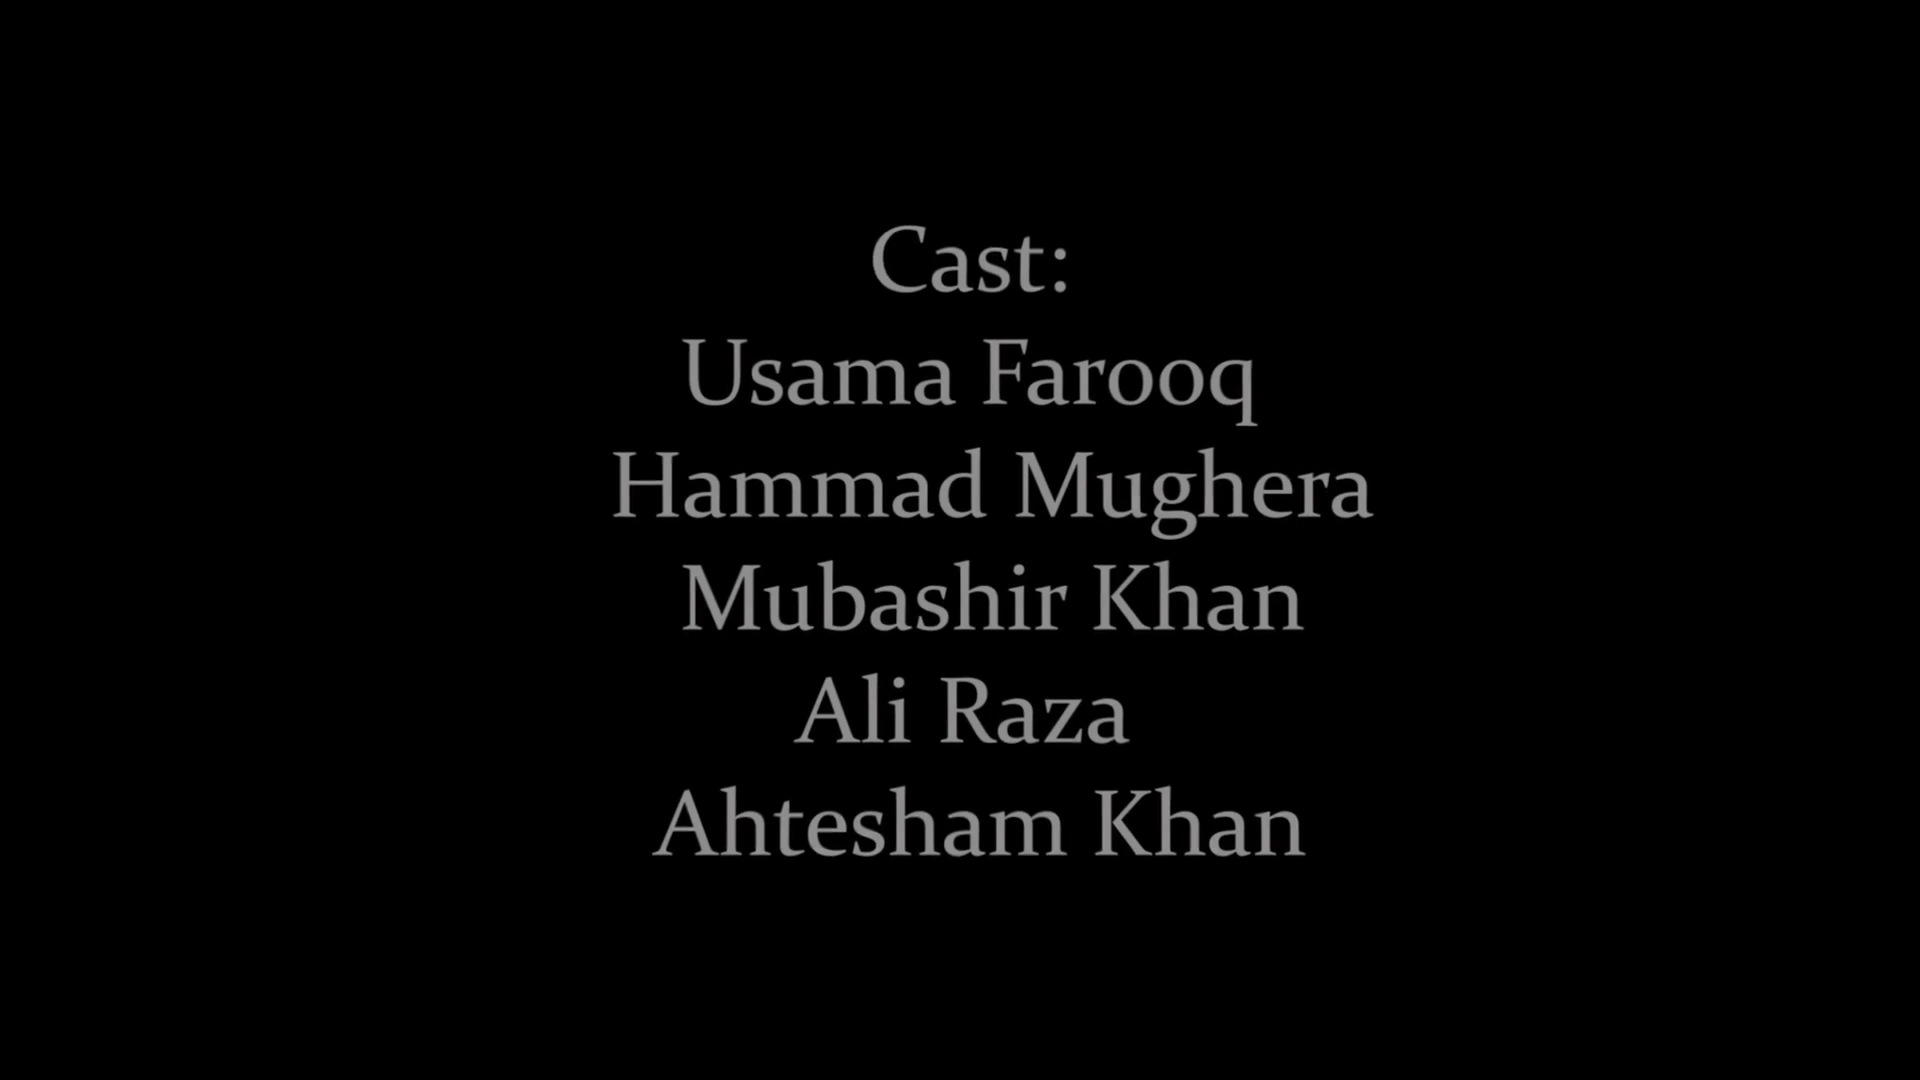 Cast:
Usama Farooq
Hammad Mughera
Mubashir Khan
Ali Raza
Ahtesham Khan